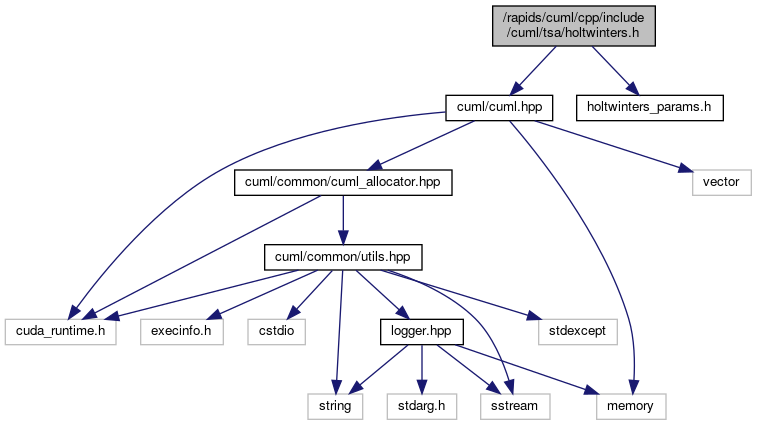 /rapids/cuml/cpp/include
/cuml/tsa/holtwinters.h
cuml/cuml.hpp
holtwinters_params.h
cuml/common/cuml_allocator.hpp
vector
cuml/common/utils.hpp
cuda_runtime.h
execinfo.h
cstdio
logger.hpp
stdexcept
string
stdarg.h
sstream
memory